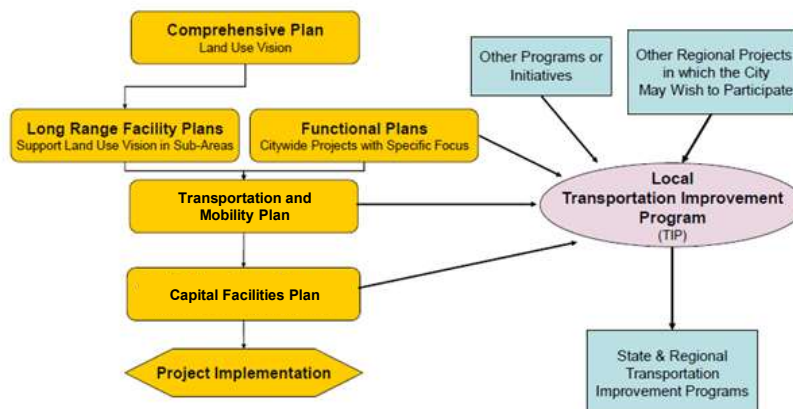 Comprehensive Plan
Land Use Vision
Other Programs or
Initiatives
Other Regional Projects
in which the City
May Wish to Participate
Long Range Facility Plans
Support Land Use Vision in Sub-Areas
Functional Plans
Citywide Projects with Specific Focus
Transportation and
Mobility Plan
Local
Transportation Improvement
Program
(TIP)
Capital Facilities Plan
Project Implementation
State & Regional
Transportation
Improvement Programs